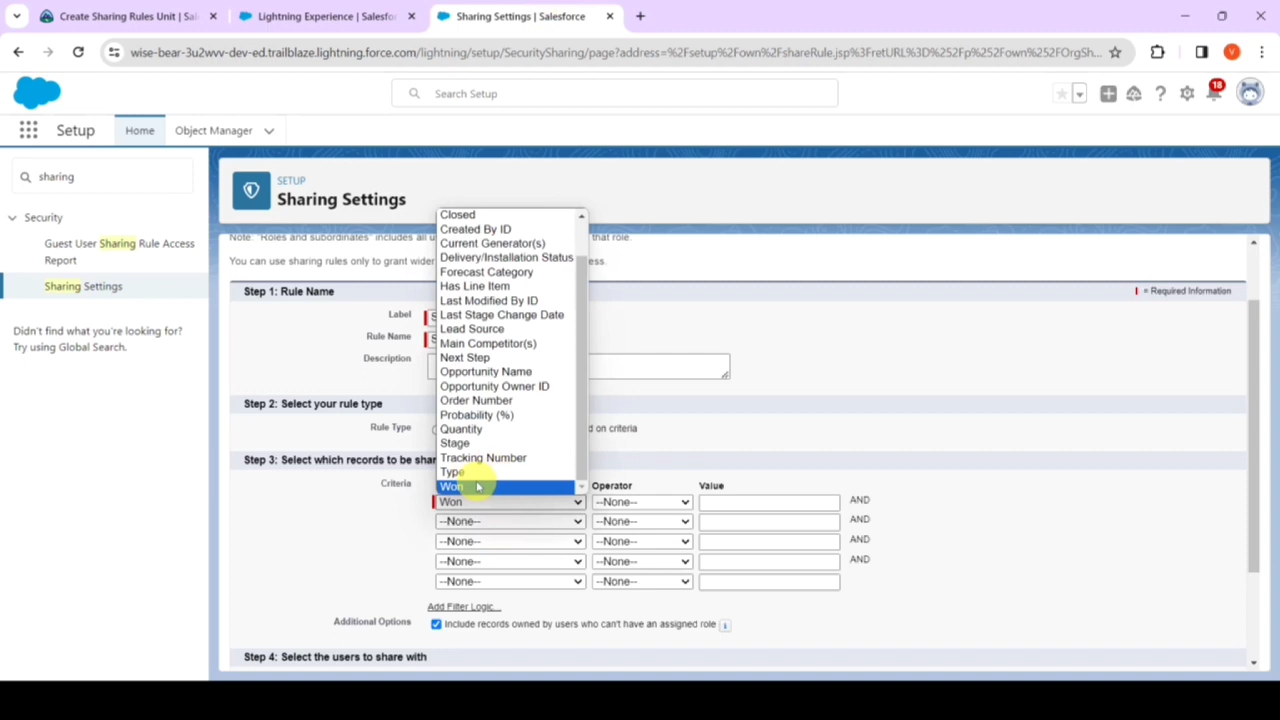 Create Sharing Rules Unit | Sal
Lightning Experience | Salesfor
Sharing Settings | Salesforce
wise-bear-3u2wvv-dev-ed.trailblaze.lightning.force.com/lightning/setup/SecuritySharing/page?address=%2Fsetup%2Fown%2FshareRule.jsp%3FretURL%3D%252Fp%252Fown%252FOrgSh...
V
Search Setup
18
Setup
Home
Object Manager
sharing
Security
Guest User Sharing Rule Access
Report
Sharing Settings
Didn't find what you're looking for?
Try using Global Search.
SETUP
Sharing Settings
Note: "Roles and subordinates" includes all u
that role.
You can use sharing rules only to grant wider
ess.
Step 1: Rule Name
= Required Information
Label
Rule Name
Description
Step 2: Select your rule type
Rule Type
d on criteria
Step 3: Select which records to be shar
Criteria
Closed
Created By ID
Current Generator(s)
Delivery/Installation Status
Forecast Category
Has Line Item
Last Modified By ID
Last Stage Change Date
Lead Source
Main Competitor(s)
Next Step
Opportunity Name
Opportunity Owner ID
Order Number
Probability (%)
Quantity
Stage
Tracking Number
Type
Won
Operator
Value
Won
--None--
AND
--None--
--None--
AND
--None--
--None--
AND
--None--
--None--
AND
--None--
--None--
Add Filter Logic...
Additional Options
Include records owned by users who can't have an assigned role
i
Step 4: Select the users to share with